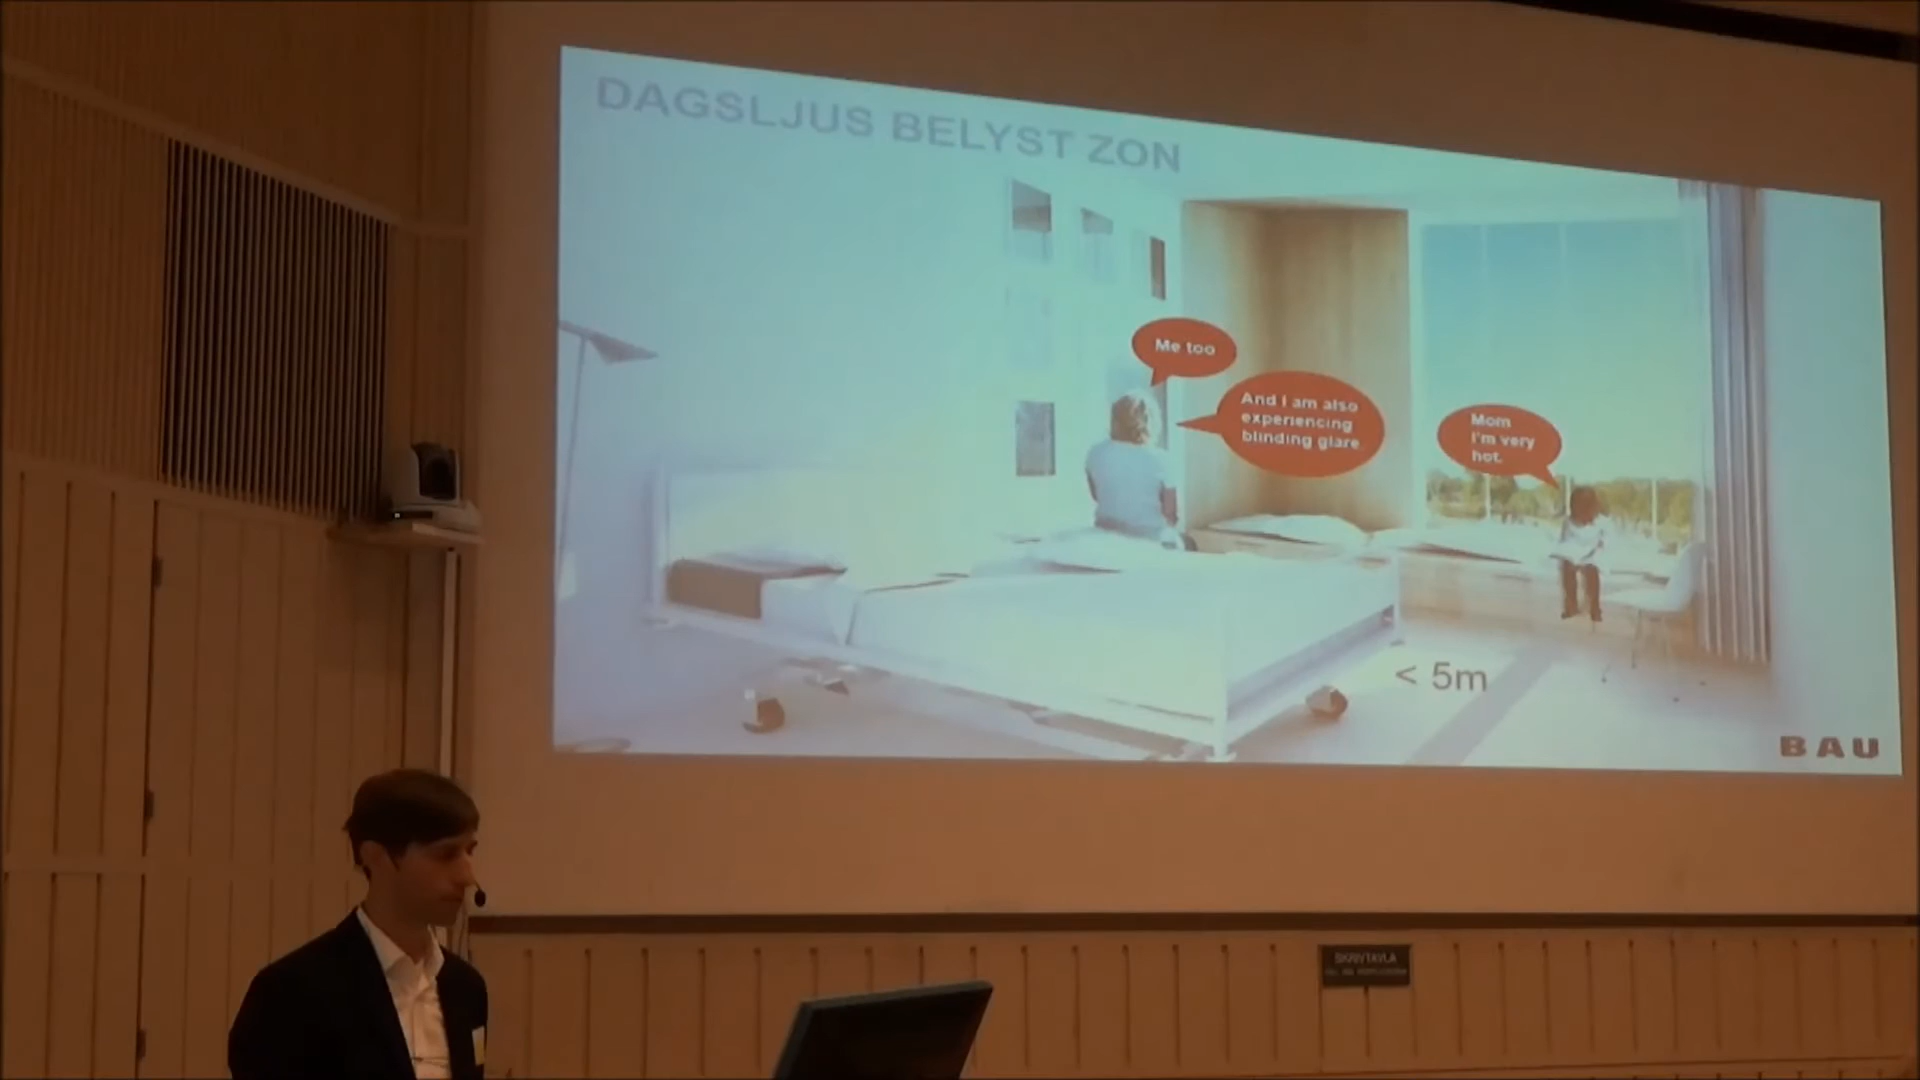 DAGSLJUS BELYST ZON
Me too
And I am also
experiencing
blinding glare
Mom
I'm very
hot.
< 5m
BAU
SKRIVTAVLA